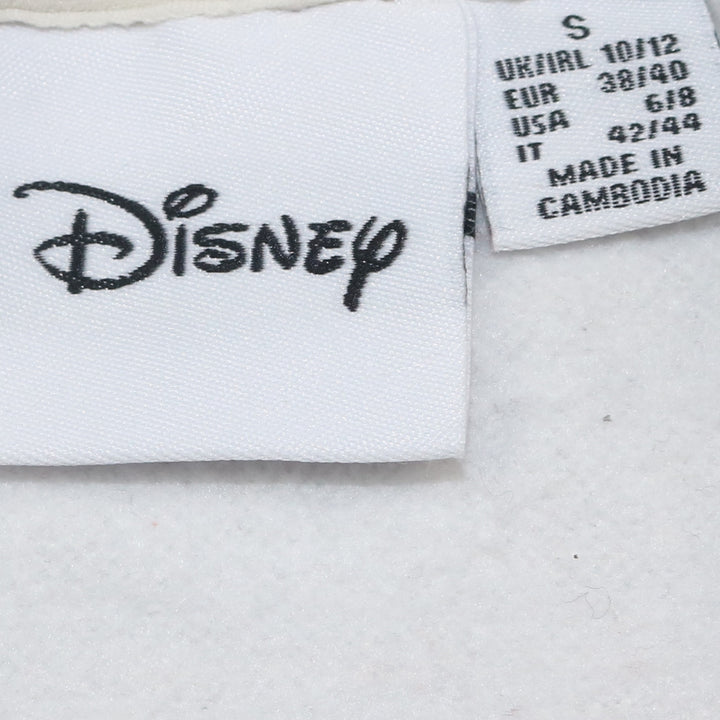 Disney
S
UK/IRL 10/12
EUR 38/40
USA 6/8
IT 42/44
MADE IN
CAMBODIA